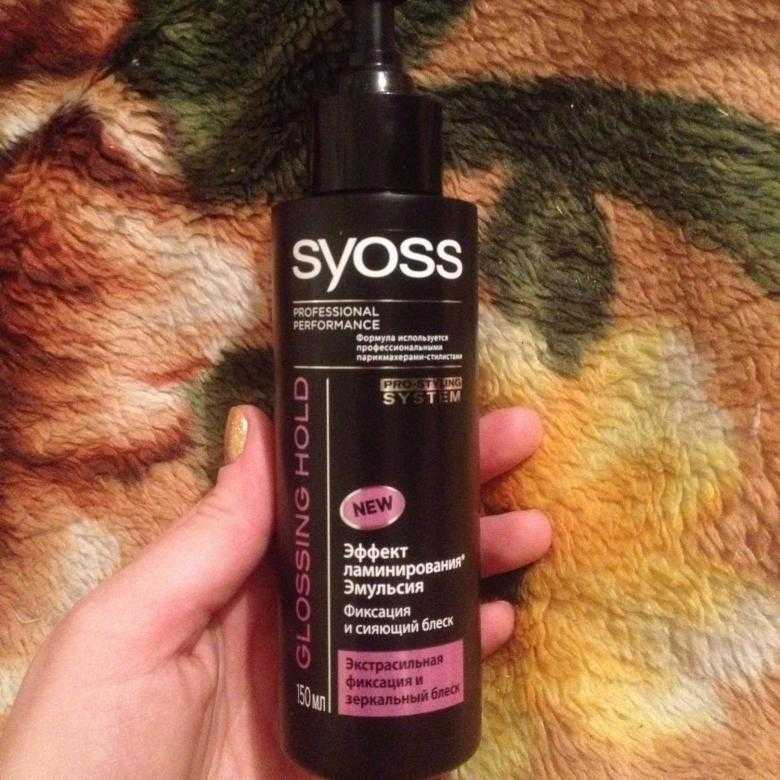 syoss
PROFESSIONAL
PERFORMANCE
Формула используется
профессиональными
парикмахерами-стилистами
PRO-STYLING
SYSTEM
GLOSSING HOLD
NEW
Эффект
ламинирования*
Эмульсия
Фиксация
и сияющий блеск
Экстрасильная
фиксация и
зеркальный блеск
150 мл